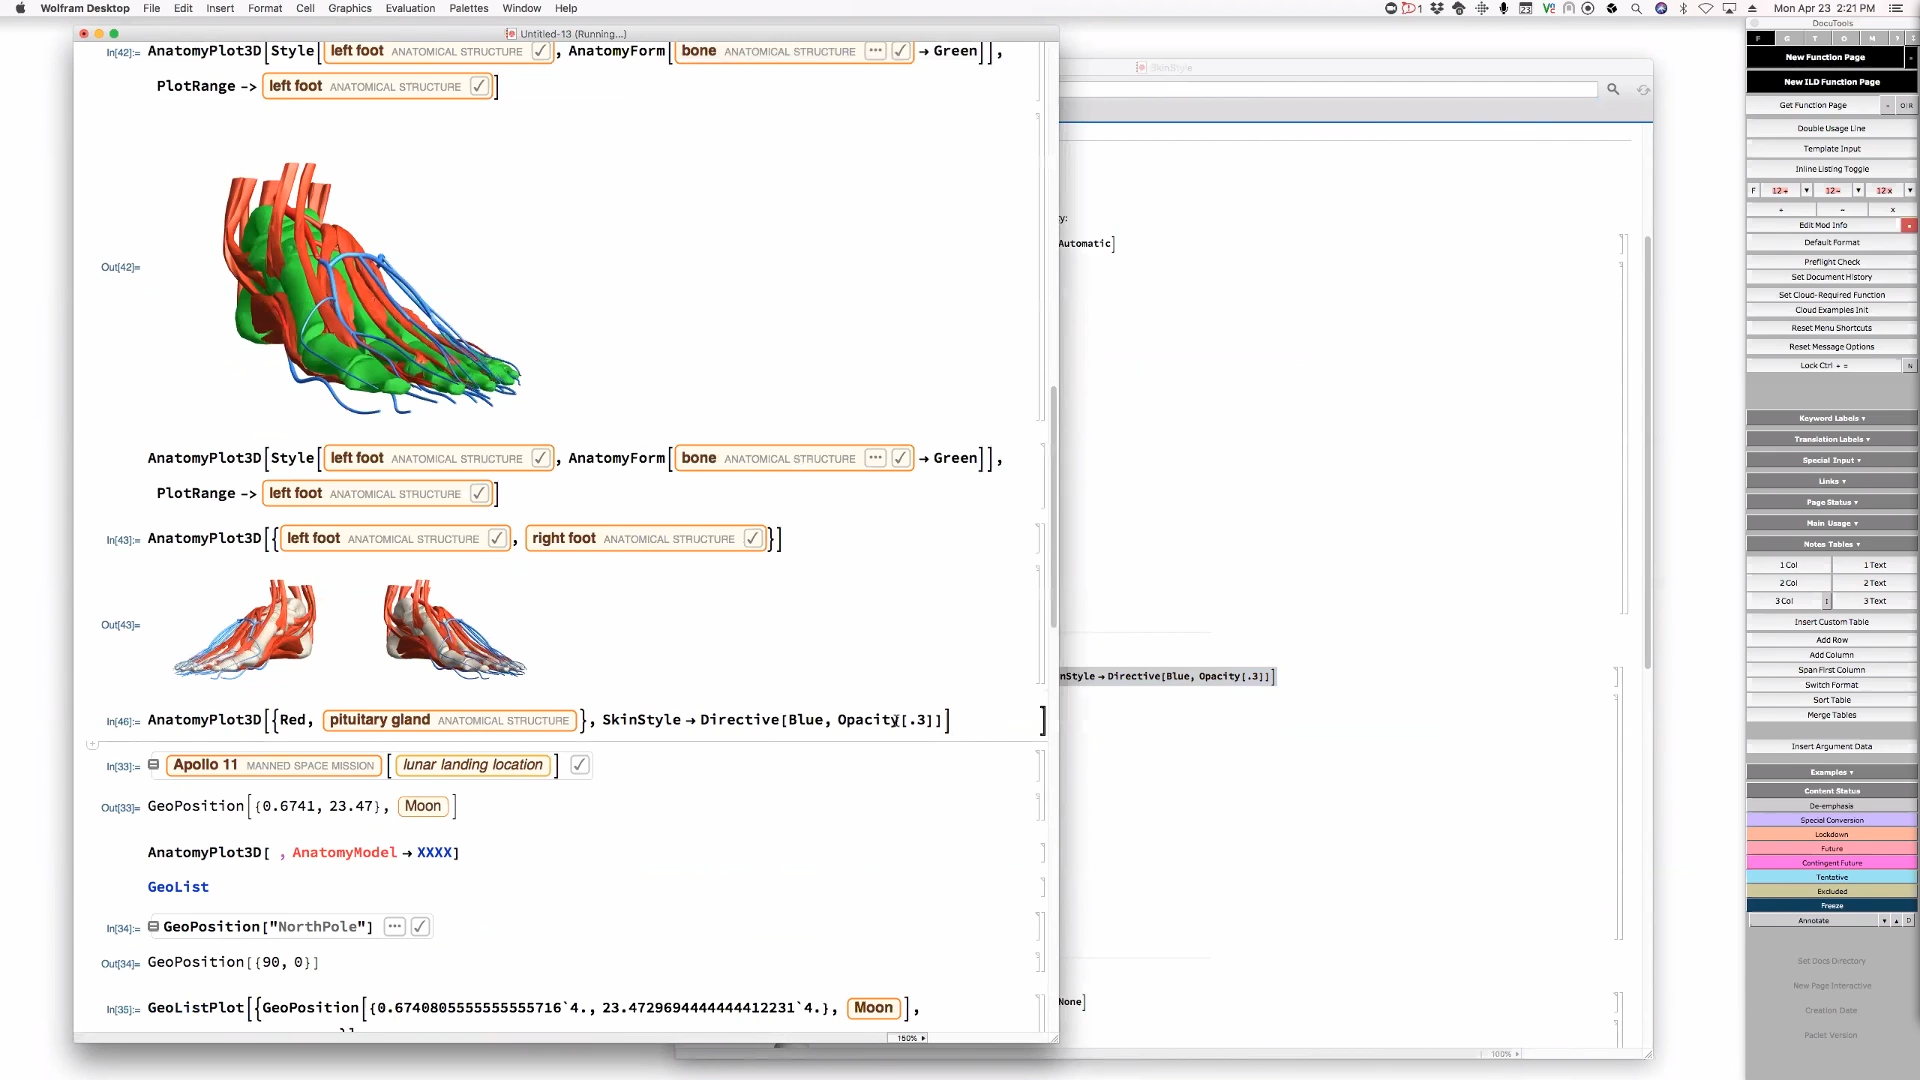 Wolfram Desktop File Edit Insert Format Cell Graphics Evaluation Palettes Window Help
1
23
Mon Apr 23 2:21 PM
Untitled-13 (Running...)
In[42]:= AnatomyPlot3D[Style[left foot ANATOMICAL STRUCTURE, AnatomyForm[bone ANATOMICAL STRUCTURE ··· → Green]],
PlotRange -> left foot ANATOMICAL STRUCTURE]
Out[42]=
AnatomyPlot3D[Style[left foot ANATOMICAL STRUCTURE, AnatomyForm[bone ANATOMICAL STRUCTURE ··· → Green]],
PlotRange -> left foot ANATOMICAL STRUCTURE]
In[43]:= AnatomyPlot3D[{left foot ANATOMICAL STRUCTURE, right foot ANATOMICAL STRUCTURE}]
Out[43]=
In[46]:= AnatomyPlot3D[{Red, pituitary gland ANATOMICAL STRUCTURE}, SkinStyle → Directive[Blue, Opacity[.3]]]
In[33]:= Apollo 11 MANNED SPACE MISSION [lunar landing location]
Out[33]= GeoPosition[{0.6741, 23.47}, Moon]
AnatomyPlot3D[ , AnatomyModel → XXXX]
GeoList
In[34]:= GeoPosition["NorthPole"] ···
Out[34]= GeoPosition[{90, 0}]
In[35]:= GeoListPlot[{GeoPosition[{0.6740805555555555716`4., 23.4729694444444412231`4.}, Moon],
150%
SkinStyle
y:
Automatic]
nStyle → Directive[Blue, Opacity[.3]]]
None]
100%
DocuTools
F G T O M ?
New Function Page
New ILD Function Page
Get Function Page
O|R
Double Usage Line
Template Input
Inline Listing Toggle
F 12+ 12~ 12x
+ ~ x
Edit Mod Info
Default Format
Preflight Check
Set Document History
Set Cloud-Required Function
Cloud Examples Init
Reset Menu Shortcuts
Reset Message Options
Lock Ctrl + =
N
Keyword Labels
Translation Labels
Special Input
Links
Page Status
Main Usage
Notes Tables
1 Col 1 Text
2 Col 2 Text
3 Col 3 Text
Insert Custom Table
Add Row
Add Column
Span First Column
Switch Format
Sort Table
Merge Tables
Insert Argument Data
Examples
Content Status
De-emphasis
Special Conversion
Lockdown
Future
Contingent Future
Tentative
Excluded
Freeze
Annotate
D
Set Docs Directory
New Page Interactive
Creation Date
Paclet Version